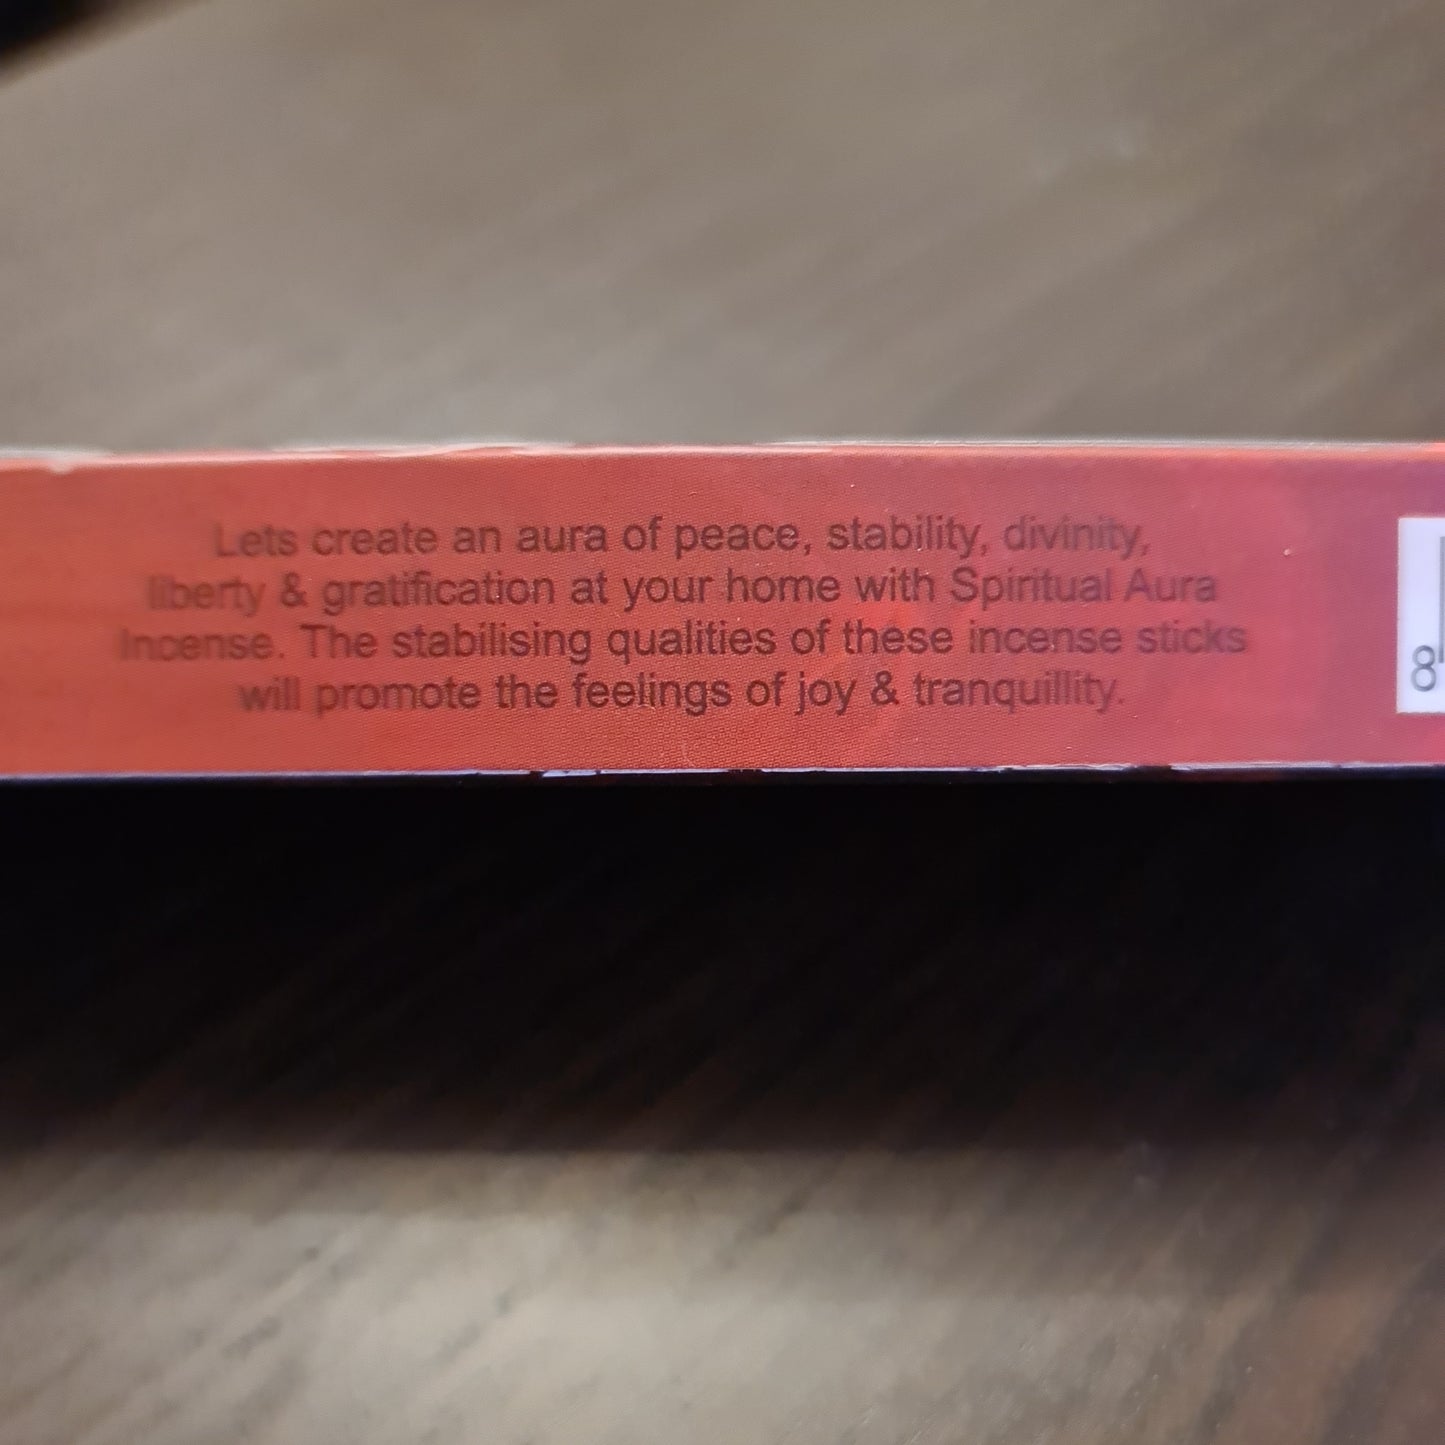 Lets create an aura of peace, stability, divinity,
liberty & gratification at your home with Spiritual Aura
Incense. The stabilising qualities of these incense sticks
will promote the feelings of joy & tranquillity.
8